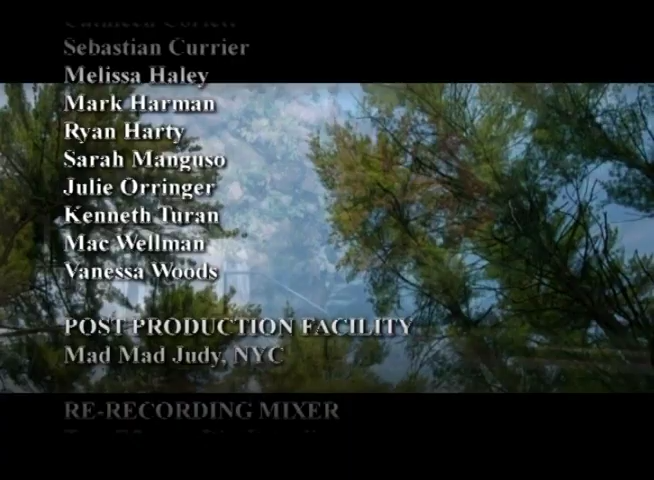 Sebastian Currier
Melissa Haley
Mark Harman
Ryan Harty
Sarah Manguso
Julie Orringer
Kenneth Turan
Mac Wellman
Vanessa Woods
POST-PRODUCTION FACILITY
Mad Mad Judy, NYC
RE-RECORDING MIXER